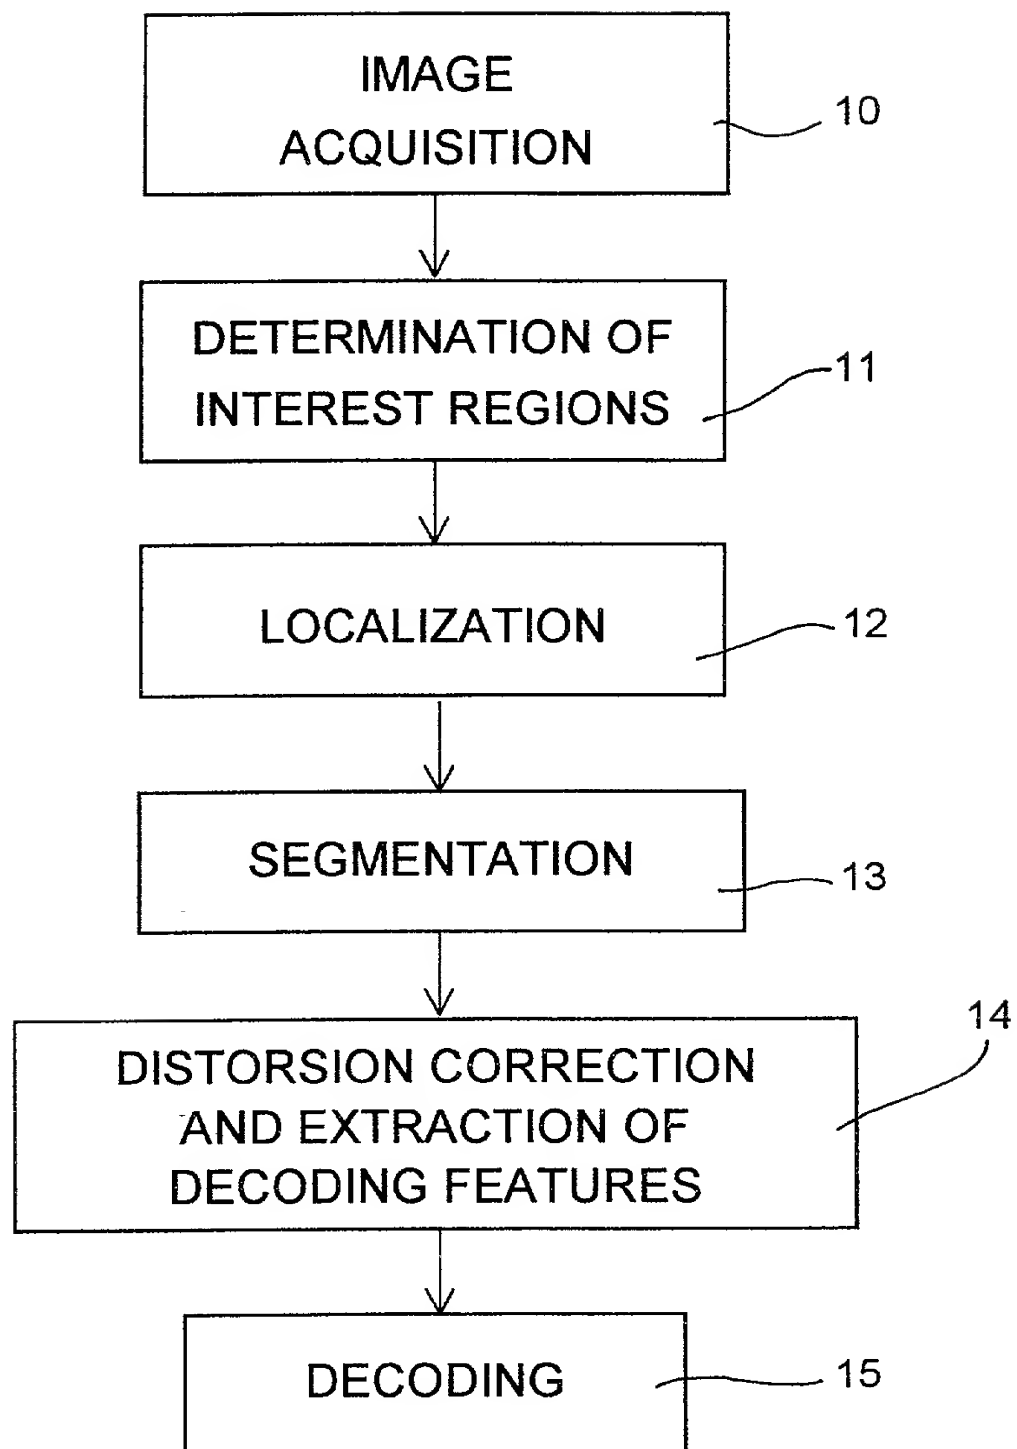 IMAGE
ACQUISITION
10
DETERMINATION OF
INTEREST REGIONS
11
LOCALIZATION
12
SEGMENTATION
13
DISTORSION CORRECTION
AND EXTRACTION OF
DECODING FEATURES
14
DECODING
15